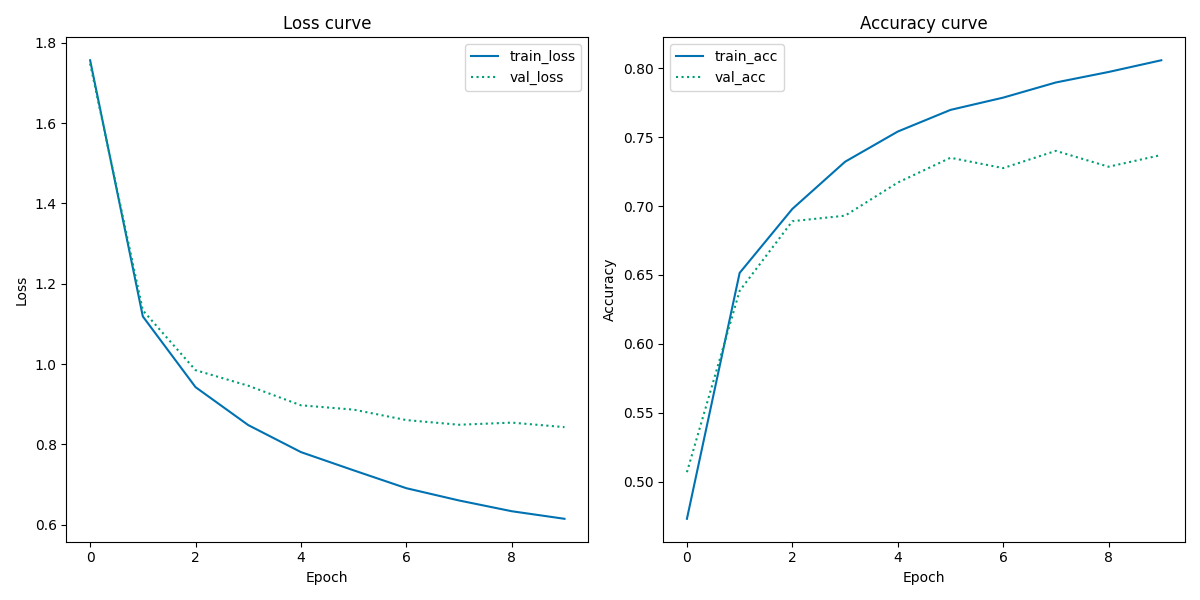 Loss curve
1.8
1.6
1.4
1.2
1.0
0.8
0.6
Loss
0 2 4 6 8
Epoch
train_loss
val_loss
Accuracy curve
0.80
0.75
0.70
0.65
0.60
0.55
0.50
Accuracy
0 2 4 6 8
Epoch
train_acc
val_acc